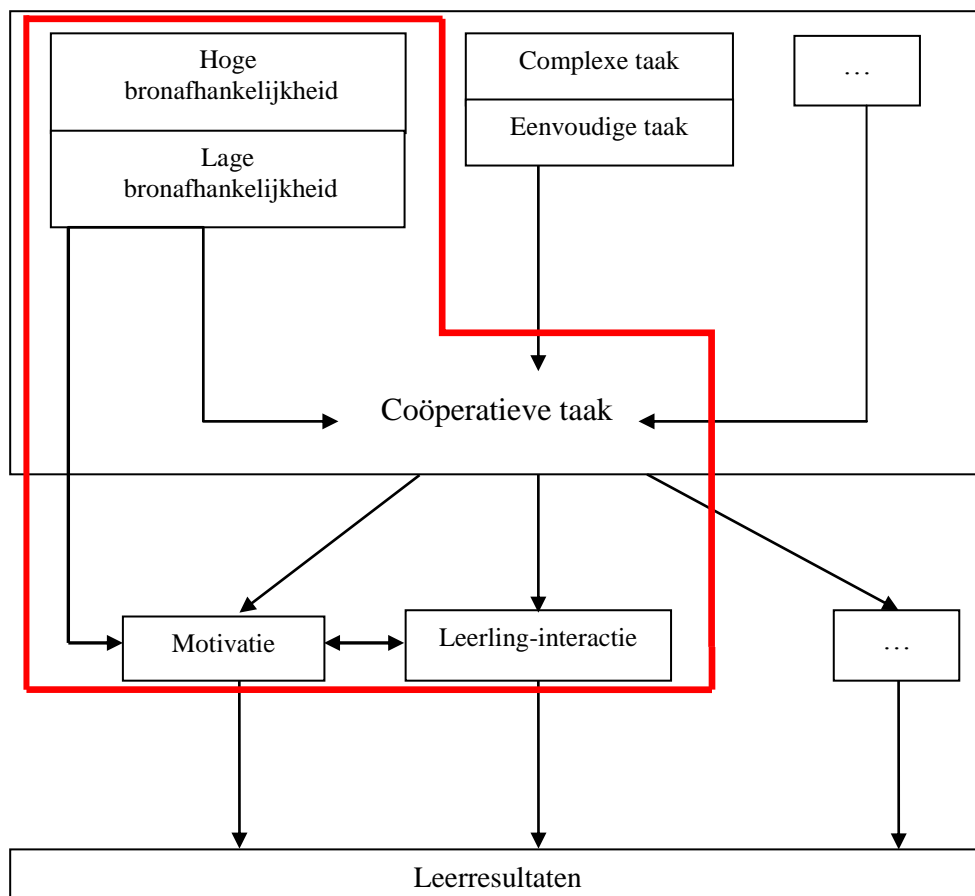 Hoge
bronafhankelijkheid
Lage
bronafhankelijkheid
Complexe taak
Eenvoudige taak
…
Coöperatieve taak
Motivatie
Leerling-interactie
…
Leerresultaten